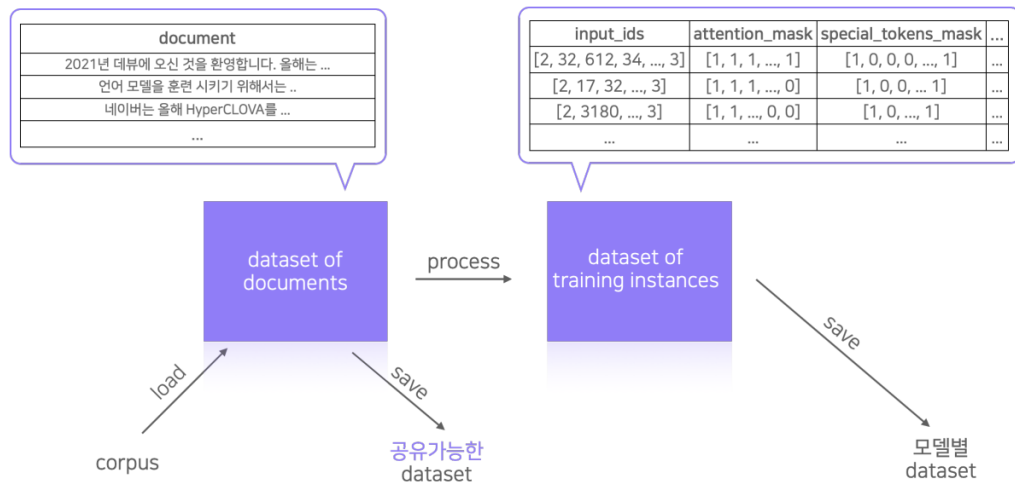 document
2021년 데뷰에 오신 것을 환영합니다. 올해는 ...
언어 모델을 훈련 시키기 위해서는 ..
네이버는 올해 HyperCLOVA를 ...
...
input_ids attention_mask special_tokens_mask ...
[2, 32, 612, 34, ..., 3] [1, 1, 1, ..., 1] [1, 0, 0, 0, ..., 1] ...
[2, 17, 32, ..., 3] [1, 1, 1, ..., 0] [1, 0, 0, ... 1] ...
[2, 3180, ..., 3] [1, 1, ..., 0, 0] [1, 0, ..., 1] ...
... ... ... ...
dataset of
documents
process
dataset of
training instances
load
save
save
corpus
공유가능한
dataset
모델별
dataset